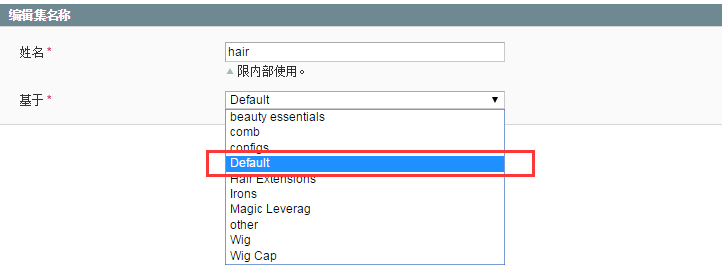 编辑集名称
姓名 *
hair
限内部使用。
基于 *
Default
beauty essentials
comb
configs
Default
Hair Extensions
Irons
Magic Leverag
other
Wig
Wig Cap